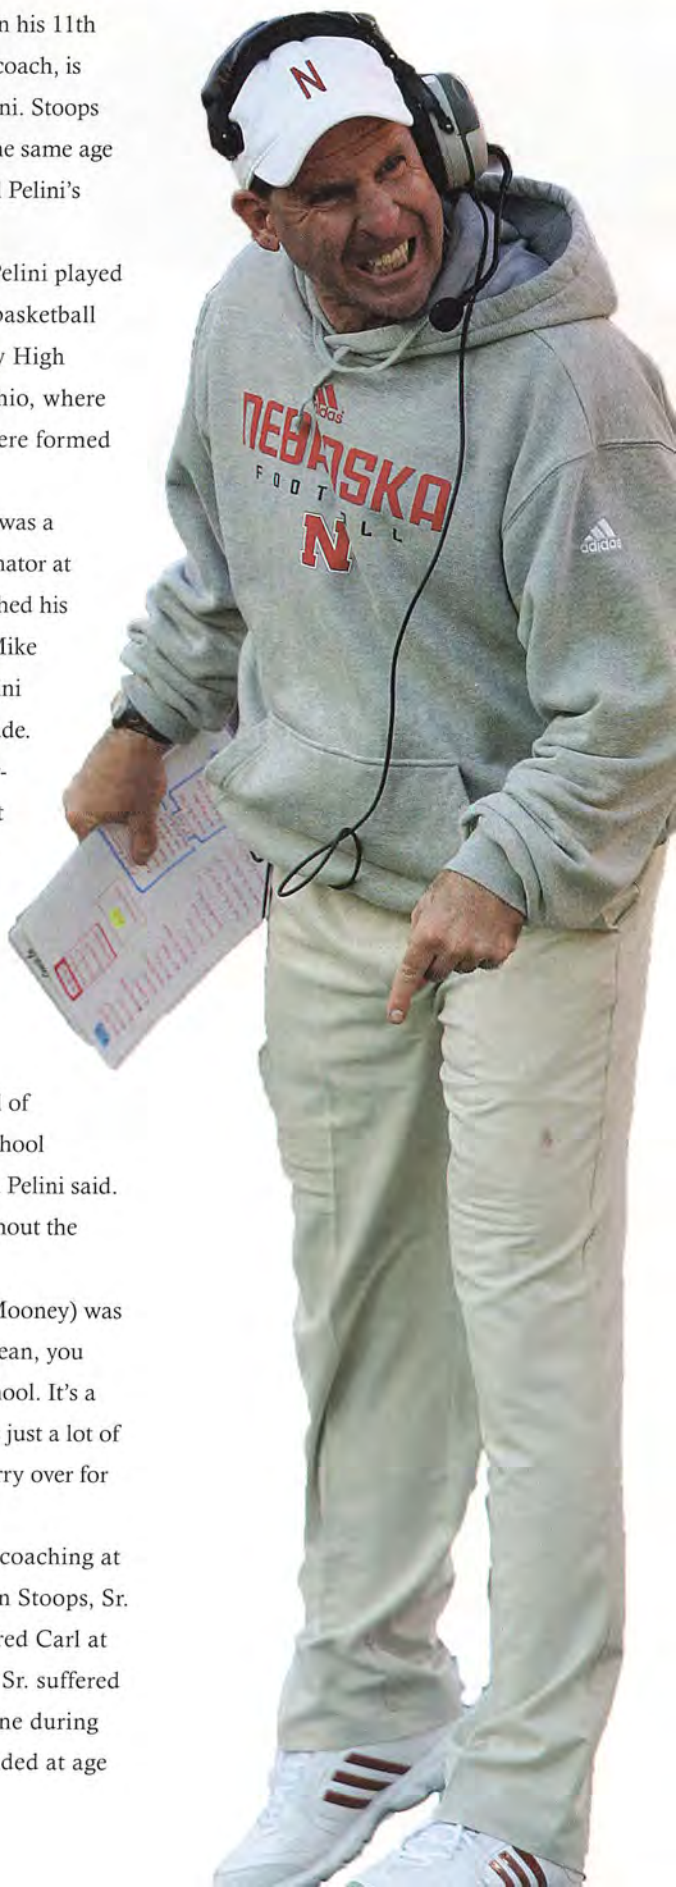 n his 11th
coach, is
ni. Stoops
ne same age
l Pelini's
Pelini played
basketball
y High
hio, where
ere formed
was a
nator at
hed his
Mike
ni
de.
t
l of
hool
Pelini said.
hout the
Mooney) was
ean, you
hool. It's a
just a lot of
rry over for
coaching at
n Stoops, Sr.
red Carl at
Sr. suffered
ne during
ded at age
N
adidas
NEBRASKA
FOOTBALL
N
adidas